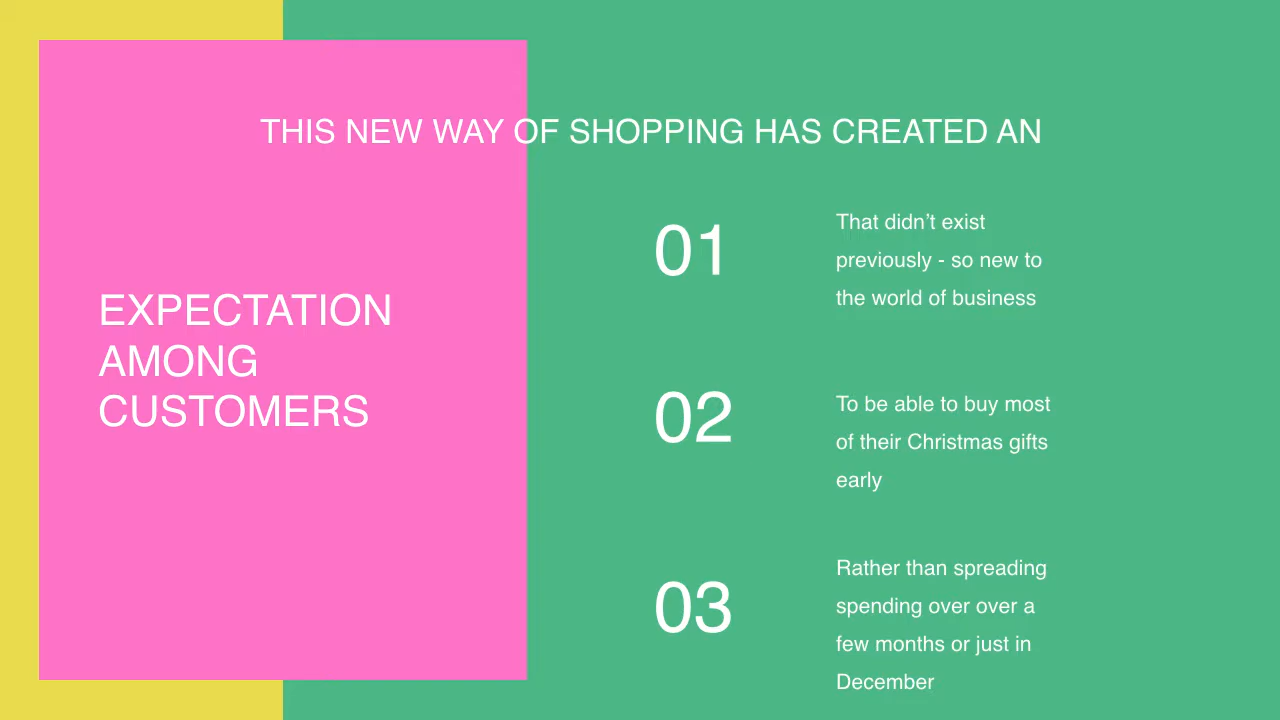 THIS NEW WAY OF SHOPPING HAS CREATED AN
EXPECTATION
AMONG
CUSTOMERS
01
That didn’t exist
previously - so new to
the world of business
02
To be able to buy most
of their Christmas gifts
early
03
Rather than spreading
spending over over a
few months or just in
December